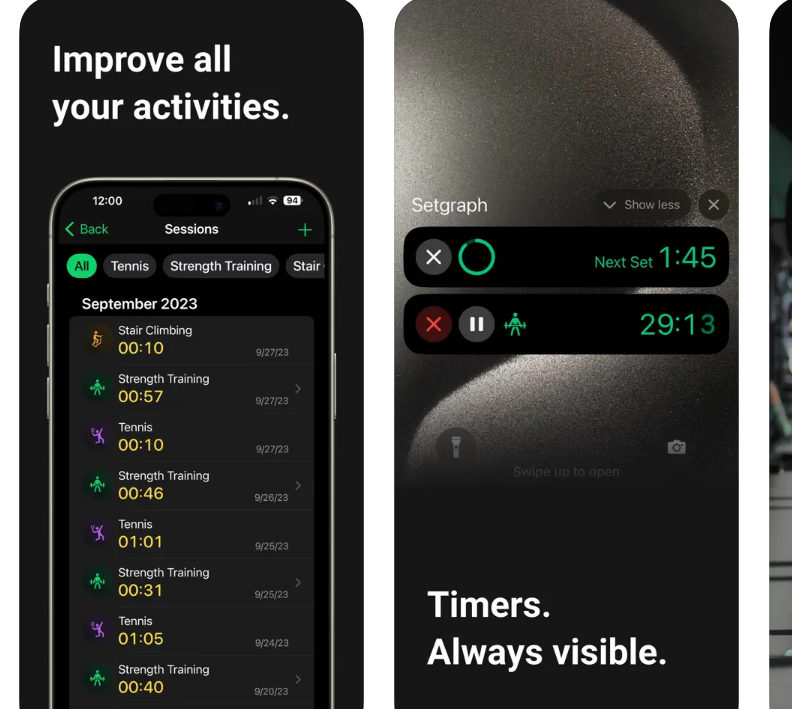 Improve all
your activities.
12:00
94
Back
Sessions
All
Tennis
Strength Training
Stair
September 2023
Stair Climbing
00:10
9/27/23
Strength Training
00:57
9/27/23
Tennis
00:10
9/27/23
Strength Training
00:46
9/26/23
Tennis
01:01
9/25/23
Strength Training
00:31
9/25/23
Tennis
01:05
9/24/23
Strength Training
00:40
9/20/23
Setgraph
Show less
Next Set 1:45
29:13
Swipe up to open
Timers.
Always visible.